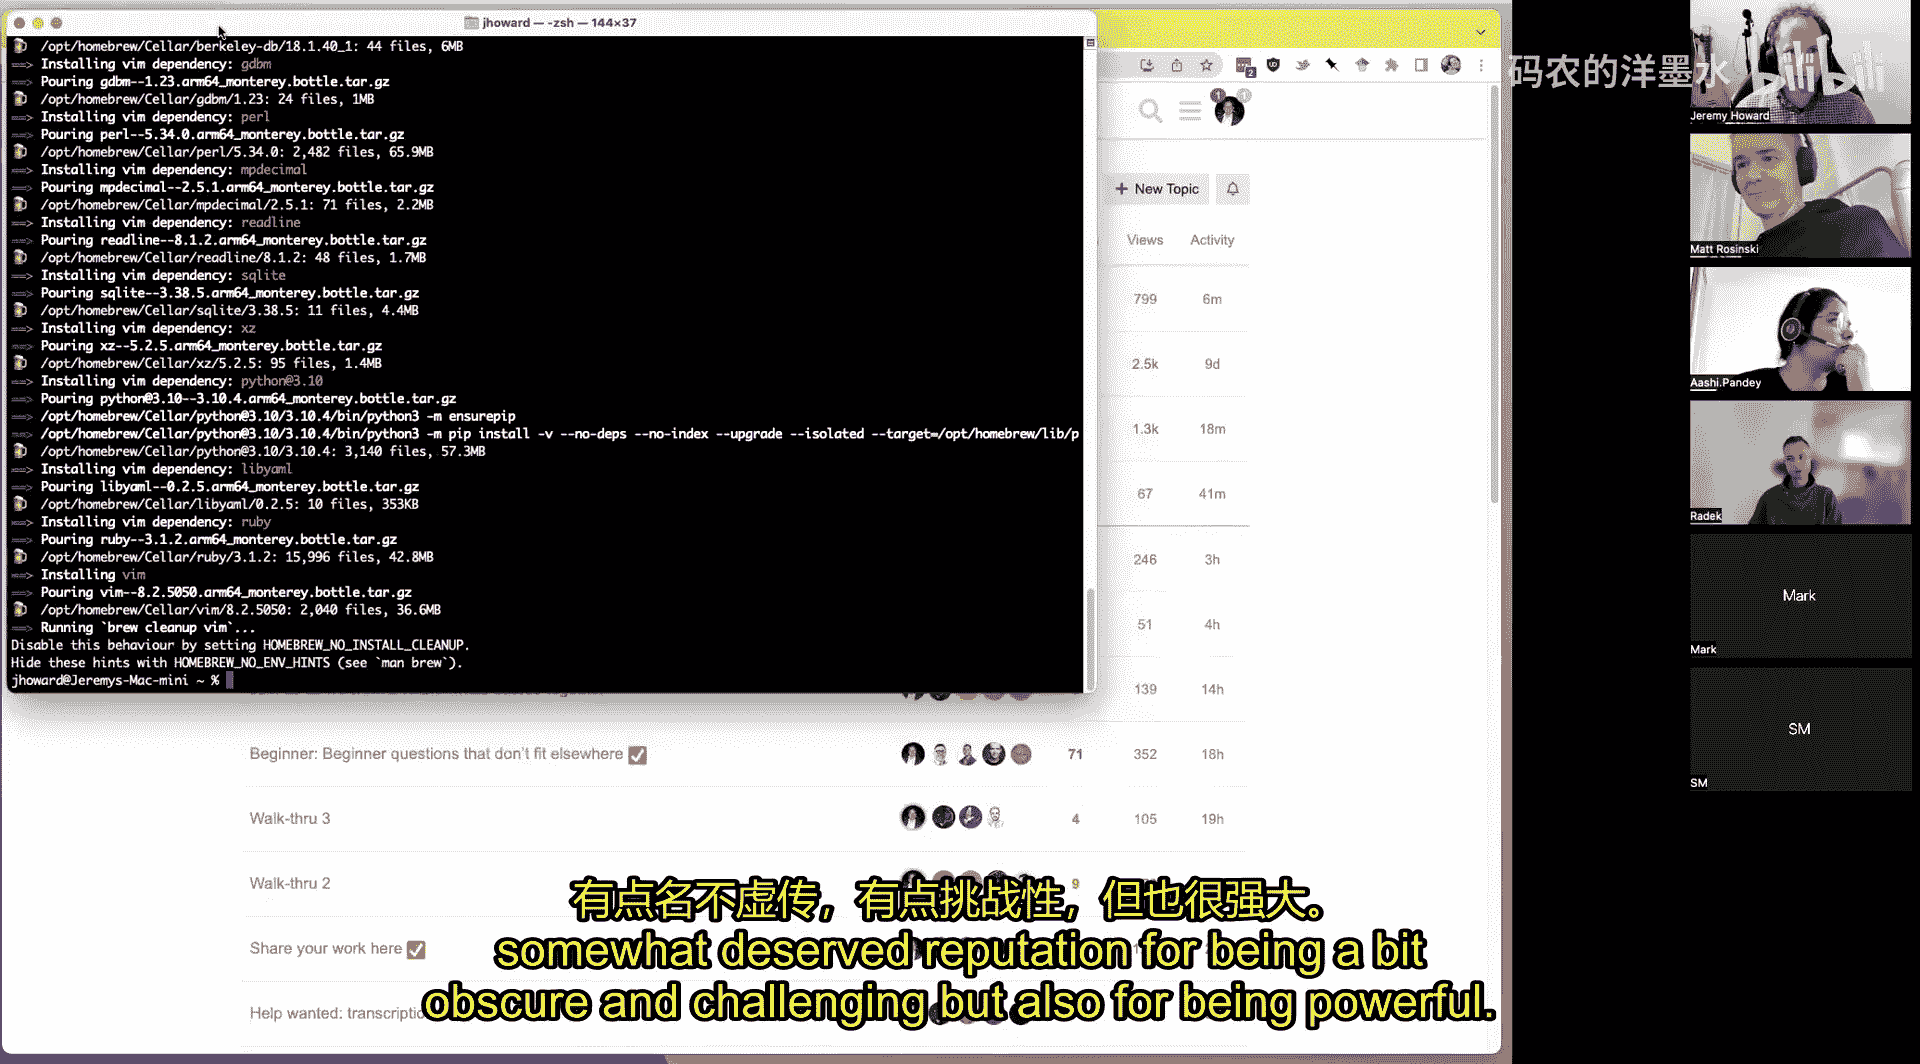 jhoward — -zsh — 144×37
/opt/homebrew/Cellar/berkeley-db/18.1.40_1: 44 files, 6MB
==> Installing vim dependency: gdbm
==> Pouring gdbm--1.23.arm64_monterey.bottle.tar.gz
/opt/homebrew/Cellar/gdbm/1.23: 24 files, 1MB
==> Installing vim dependency: perl
==> Pouring perl--5.34.0.arm64_monterey.bottle.tar.gz
/opt/homebrew/Cellar/perl/5.34.0: 2,482 files, 65.9MB
==> Installing vim dependency: mpdecimal
==> Pouring mpdecimal--2.5.1.arm64_monterey.bottle.tar.gz
/opt/homebrew/Cellar/mpdecimal/2.5.1: 71 files, 2.2MB
==> Installing vim dependency: readline
==> Pouring readline--8.1.2.arm64_monterey.bottle.tar.gz
/opt/homebrew/Cellar/readline/8.1.2: 48 files, 1.7MB
==> Installing vim dependency: sqlite
==> Pouring sqlite--3.38.5.arm64_monterey.bottle.tar.gz
/opt/homebrew/Cellar/sqlite/3.38.5: 11 files, 4.4MB
==> Installing vim dependency: xz
==> Pouring xz--5.2.5.arm64_monterey.bottle.tar.gz
/opt/homebrew/Cellar/xz/5.2.5: 95 files, 1.4MB
==> Installing vim dependency: python@3.10
==> Pouring python@3.10--3.10.4.arm64_monterey.bottle.tar.gz
==> /opt/homebrew/Cellar/python@3.10/3.10.4/bin/python3 -m ensurepip
==> /opt/homebrew/Cellar/python@3.10/3.10.4/bin/python3 -m pip install -v --no-deps --no-index --upgrade --isolated --target=/opt/homebrew/lib/p
/opt/homebrew/Cellar/python@3.10/3.10.4: 3,140 files, 57.3MB
==> Installing vim dependency: libyaml
==> Pouring libyaml--0.2.5.arm64_monterey.bottle.tar.gz
/opt/homebrew/Cellar/libyaml/0.2.5: 10 files, 353KB
==> Installing vim dependency: ruby
==> Pouring ruby--3.1.2.arm64_monterey.bottle.tar.gz
/opt/homebrew/Cellar/ruby/3.1.2: 15,996 files, 42.8MB
==> Installing vim
==> Pouring vim--8.2.5050.arm64_monterey.bottle.tar.gz
/opt/homebrew/Cellar/vim/8.2.5050: 2,040 files, 36.6MB
==> Running `brew cleanup vim`...
Disable this behaviour by setting HOMEBREW_NO_INSTALL_CLEANUP.
Hide these hints with HOMEBREW_NO_ENV_HINTS (see `man brew`).
jhoward@Jeremys-Mac-mini ~ %
2
1 1
+ New Topic
Views Activity
799 6m
2.5k 9d
1.3k 18m
67 41m
246 3h
51 4h
139 14h
Beginner: Beginner questions that don't fit elsewhere 71 352 18h
Walk-thru 3 4 105 19h
Walk-thru 2 9
Share your work here
Help wanted: transcriptio
有点名不虚传，有点挑战性，但也很强大。
somewhat deserved reputation for being a bit
obscure and challenging but also for being powerful.
码农的洋墨水 bilibili
Jeremy Howard
Matt Rosinski
Aashi.Pandey
Radek
Mark
Mark
SM
SM